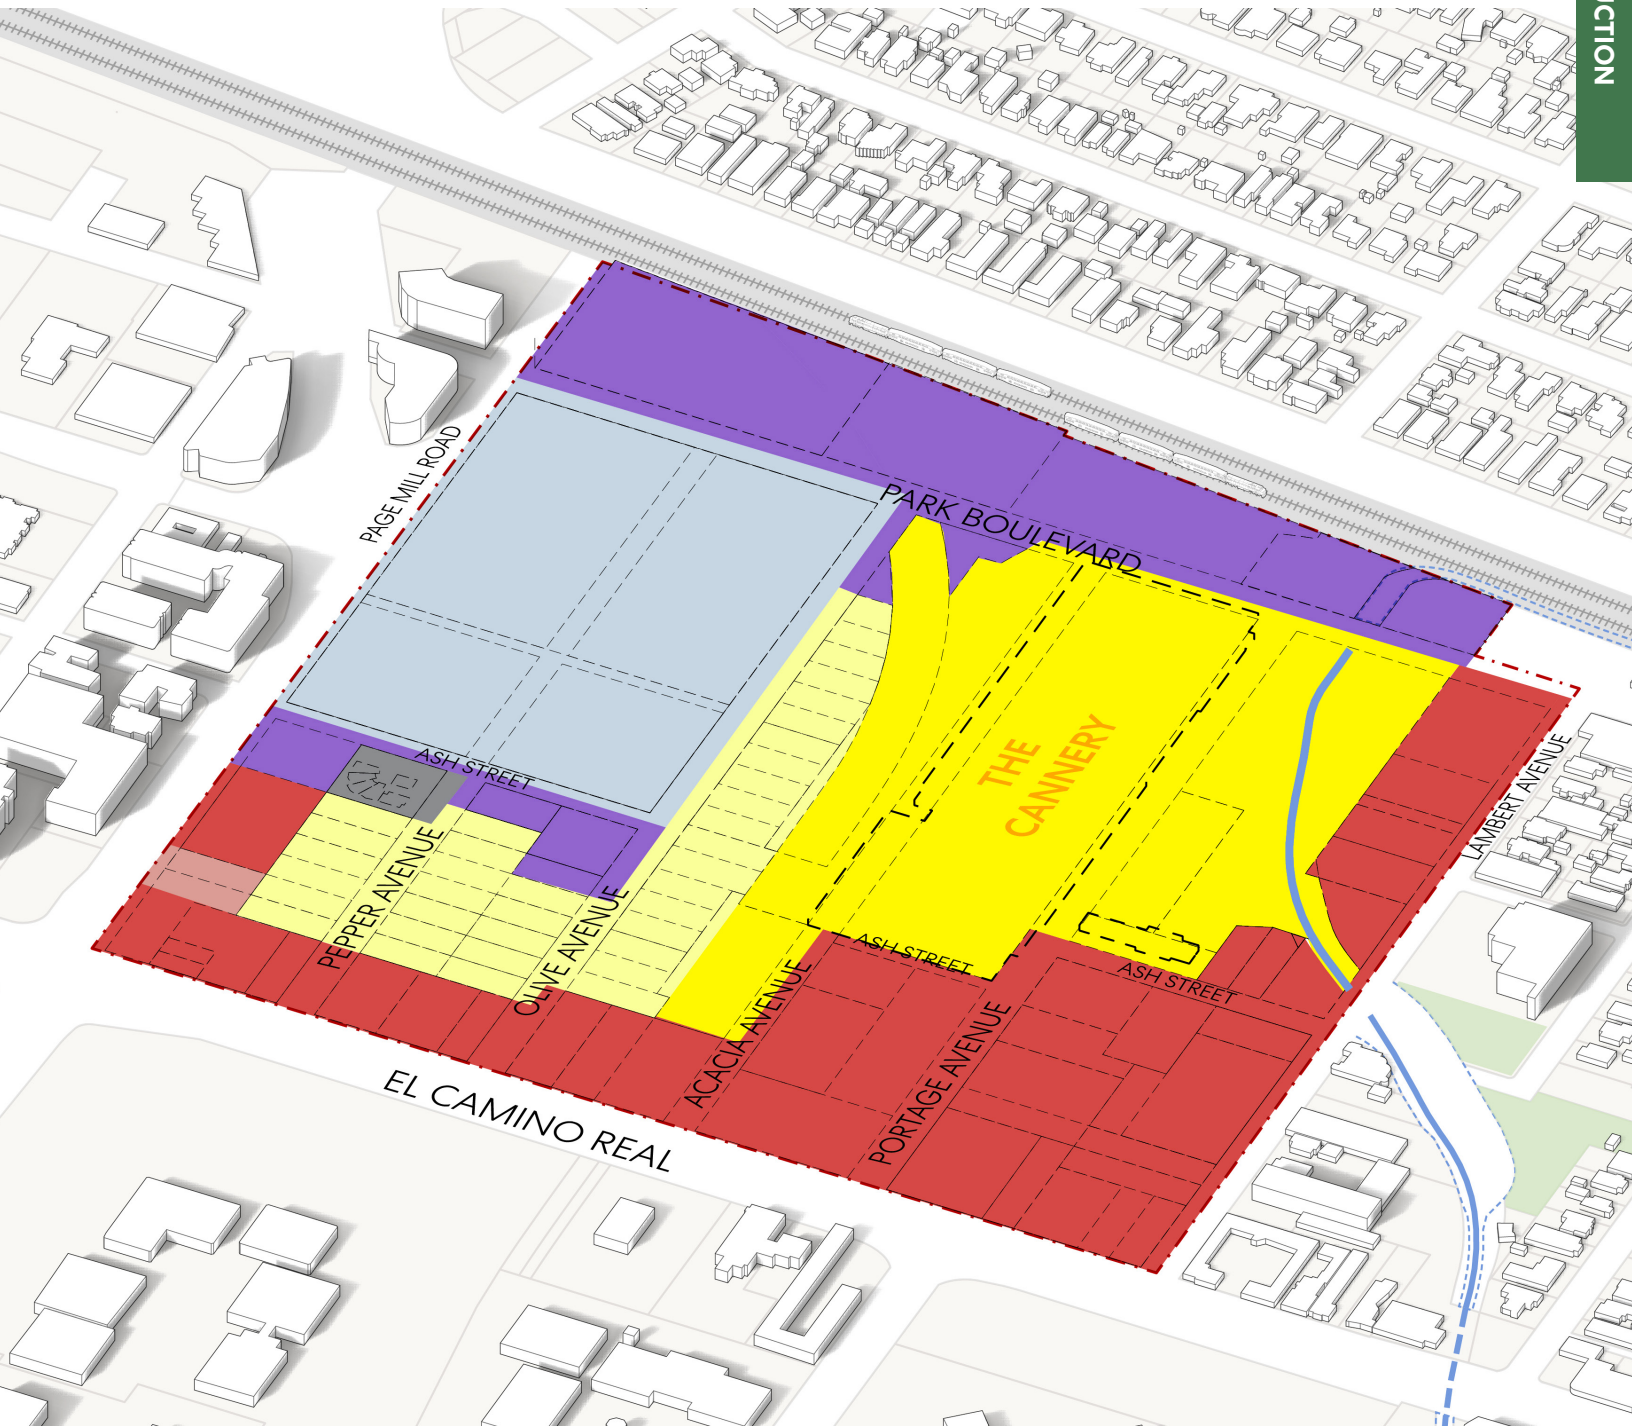 UCTION
PAGE MILL ROAD
PARK BOULEVARD
THE
CANNERY
LAMBERT AVENUE
ASH STREET
PEPPER AVENUE
OLIVE AVENUE
ASH STREET
ASH STREET
ACACIA AVENUE
PORTAGE AVENUE
EL CAMINO REAL